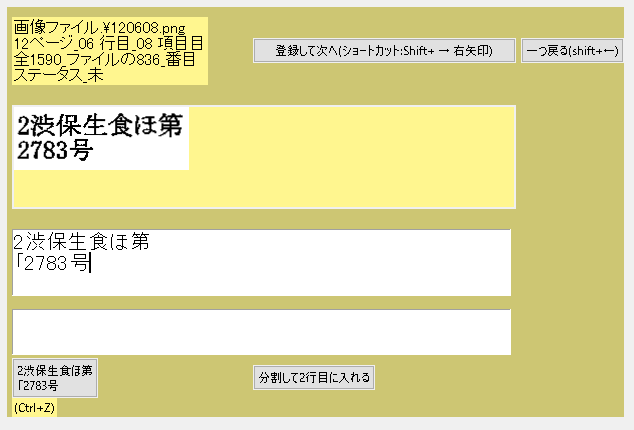 画像ファイル.¥120608.png
12ページ_06 行目_08 項目目
全1590_ファイルの836_番目
ステータス_未
登録して次へ(ショートカット:Shift+ → 右矢印)
一つ戻る(shift+←)
2渋保生食ほ第
2783号
2渋保生食ほ第
｢2783号
2渋保生食ほ第
｢2783号
分割して2行目に入れる
(Ctrl+Z)